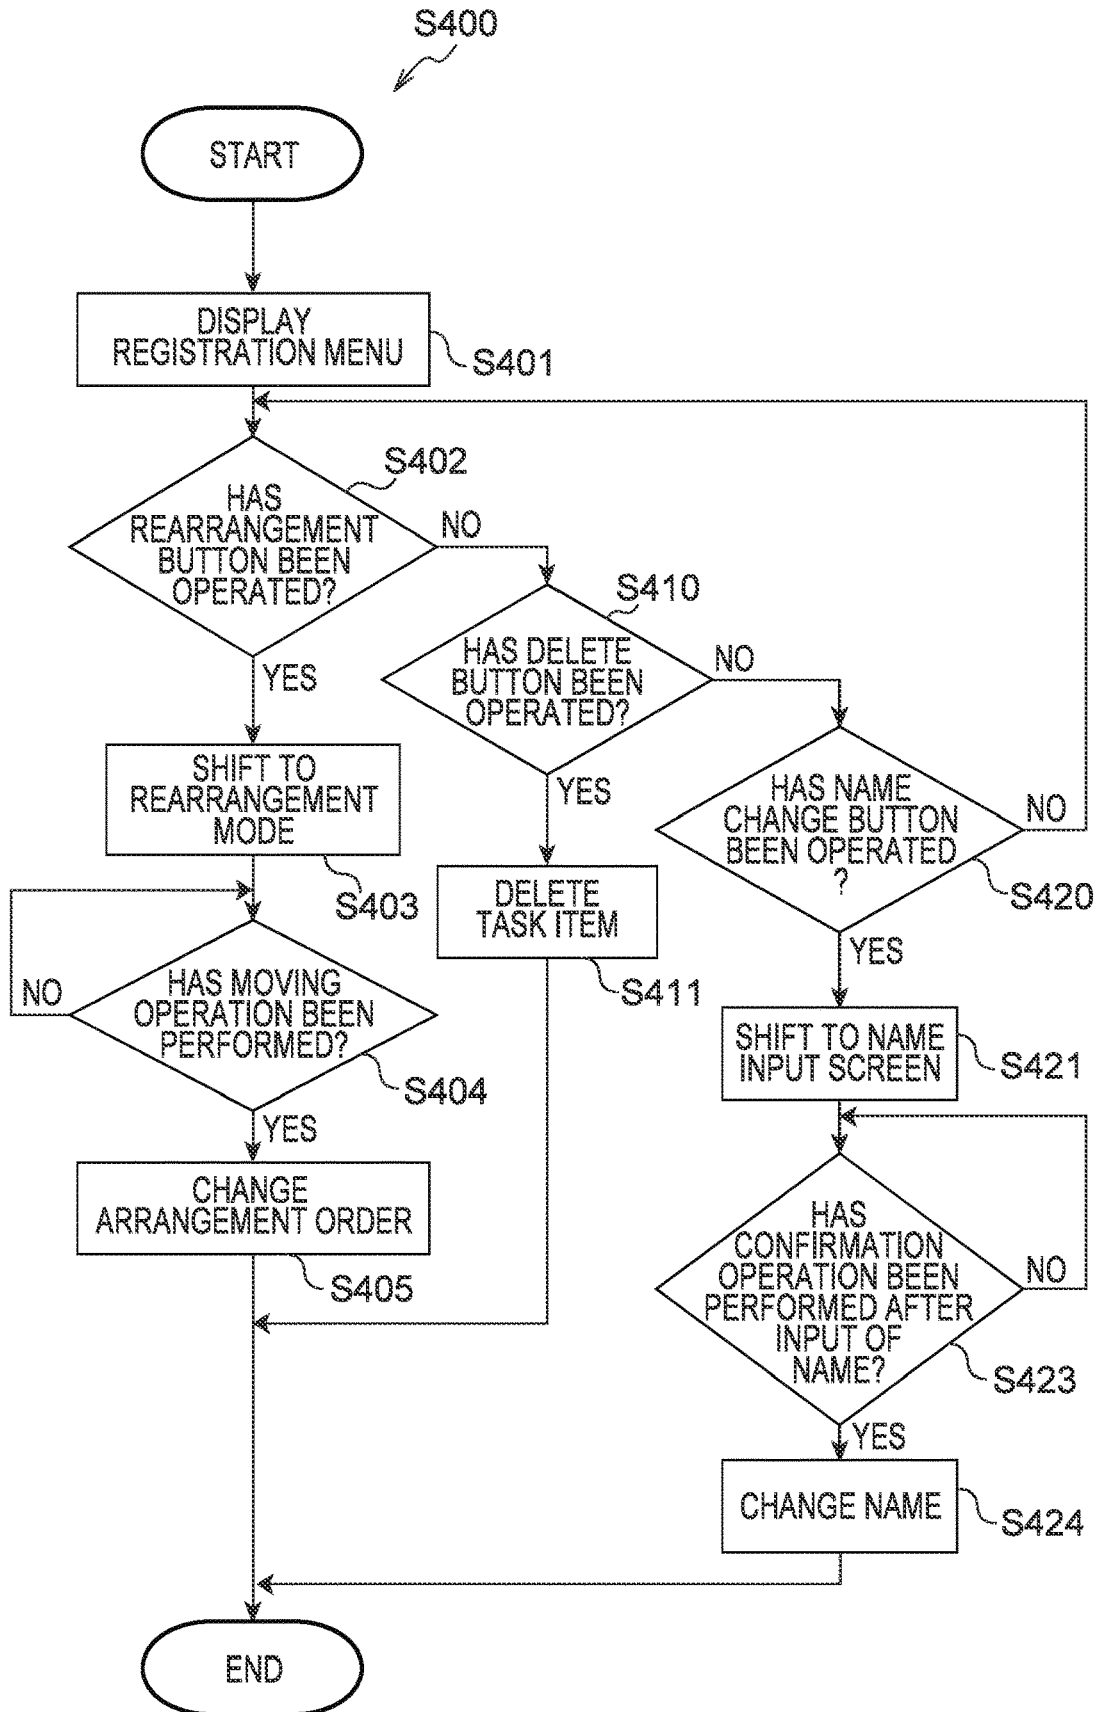 S400
START
DISPLAY
REGISTRATION MENU
S401
S402
HAS
REARRANGEMENT
BUTTON BEEN
OPERATED?
NO
YES
S410
HAS DELETE
BUTTON BEEN
OPERATED?
NO
YES
SHIFT TO
REARRANGEMENT
MODE
S403
HAS NAME
CHANGE BUTTON
BEEN OPERATED
?
NO
S420
YES
DELETE
TASK ITEM
S411
HAS MOVING
OPERATION BEEN
PERFORMED?
NO
S404
YES
SHIFT TO NAME
INPUT SCREEN
S421
CHANGE
ARRANGEMENT ORDER
S405
HAS
CONFIRMATION
OPERATION BEEN
PERFORMED AFTER
INPUT OF
NAME?
NO
S423
YES
CHANGE NAME
S424
END